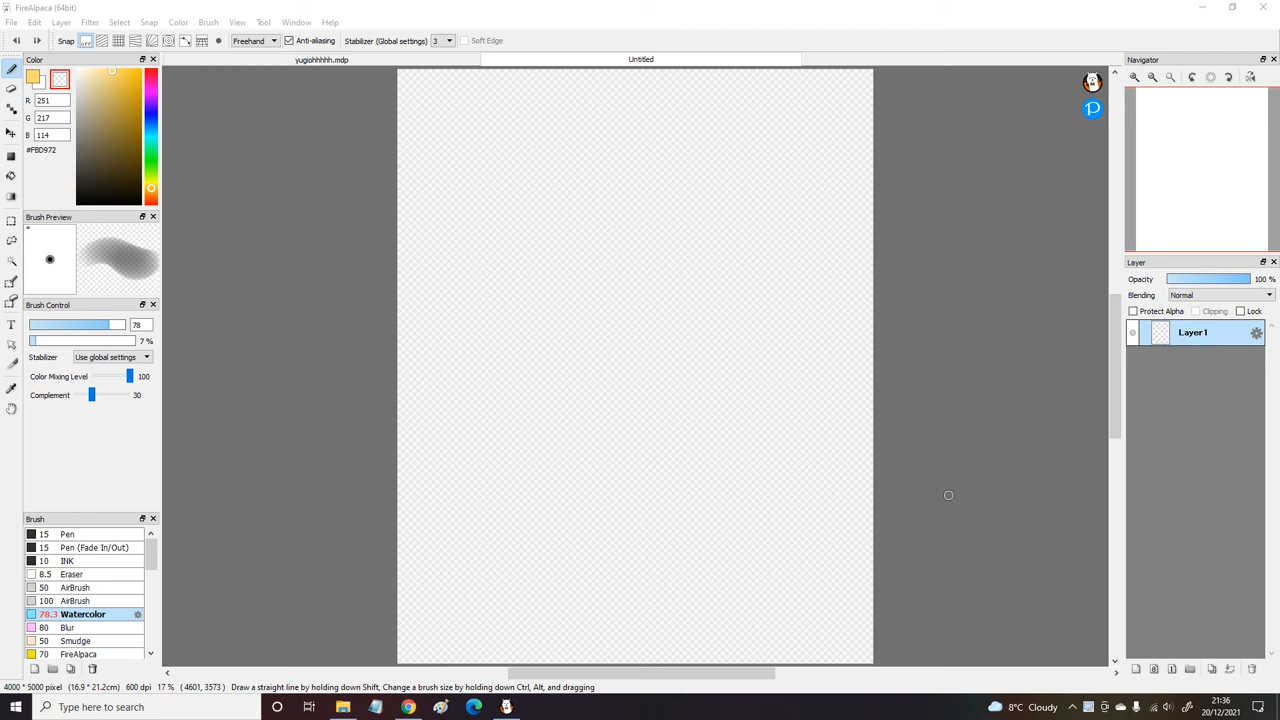 FireAlpaca (64bit)
File Edit Layer Filter Select Snap Color Brush View Tool Window Help
Snap OFF Freehand Anti-aliasing Stabilizer (Global settings) 3 Soft Edge
Color yugiohhhhh.mdp Untitled Navigator
R 251
G 217
B 114
#FBD972
Brush Preview
Layer
Opacity 100 %
Blending Normal
Brush Control
Protect Alpha Clipping Lock
78
Layer1
7 %
Stabilizer Use global settings
Color Mixing Level 100
Complement 30
Brush
15 Pen
15 Pen (Fade In/Out)
10 INK
8.5 Eraser
50 AirBrush
100 AirBrush
78.3 Watercolor
80 Blur
50 Smudge
70 FireAlpaca
4000 * 5000 pixel (16.9 * 21.2cm) 600 dpi 17 % ( 4601, 3573 ) Draw a straight line by holding down Shift, Change a brush size by holding down Ctrl, Alt, and dragging
Type here to search 8°C Cloudy 21:36
20/12/2021